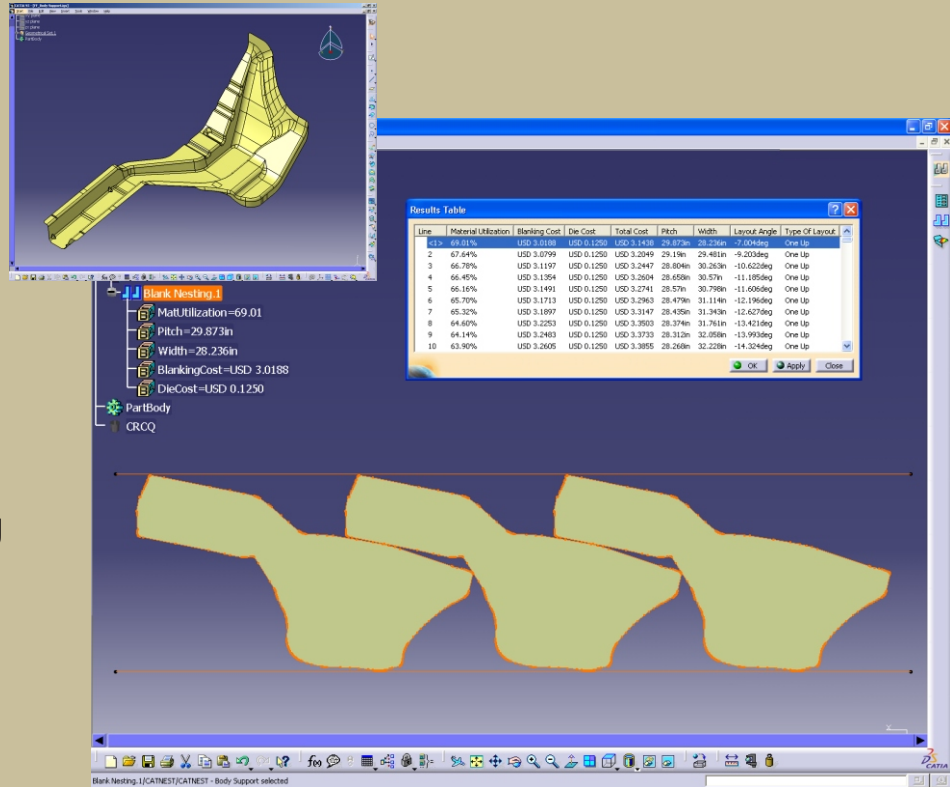 Results Table
Line Material Utilization Blanking Cost Die Cost Total Cost Pitch Width Layout Angle Type Of Layout
<1> 69.01% USD 3.0188 USD 0.1250 USD 3.1438 29.873in 28.236in -7.004deg One Up
2 67.64% USD 3.0799 USD 0.1250 USD 3.2049 29.19in 29.481in -9.203deg One Up
3 66.78% USD 3.1197 USD 0.1250 USD 3.2447 28.804in 30.263in -10.622deg One Up
4 66.45% USD 3.1354 USD 0.1250 USD 3.2604 28.658in 30.57in -11.185deg One Up
5 66.16% USD 3.1491 USD 0.1250 USD 3.2741 28.57in 30.798in -11.606deg One Up
6 65.70% USD 3.1713 USD 0.1250 USD 3.2963 28.479in 31.114in -12.196deg One Up
7 65.32% USD 3.1897 USD 0.1250 USD 3.3147 28.435in 31.343in -12.627deg One Up
8 64.60% USD 3.2253 USD 0.1250 USD 3.3503 28.374in 31.761in -13.421deg One Up
9 64.14% USD 3.2483 USD 0.1250 USD 3.3733 28.312in 32.058in -13.993deg One Up
10 63.90% USD 3.2605 USD 0.1250 USD 3.3855 28.268in 32.228in -14.324deg One Up
OK Apply Close
Blank Nesting.1
MatUtilization=69.01
Pitch=29.873in
Width=28.236in
BlankingCost=USD 3.0188
DieCost=USD 0.1250
PartBody
CRCQ
CATIA
Blank Nesting.1/CATNEST/CATNEST - Body Support selected